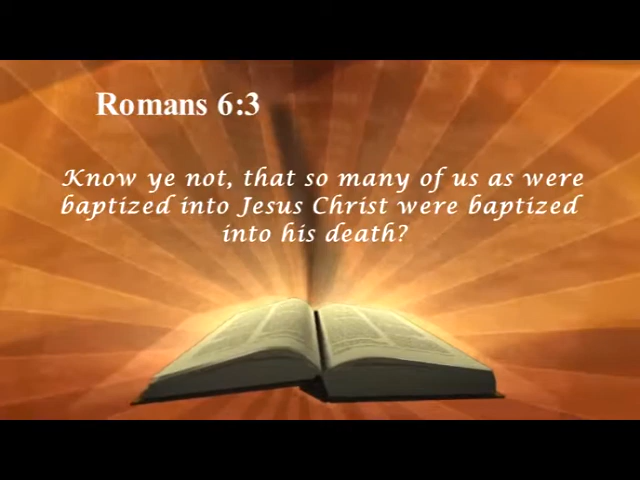 Romans 6:3
Know ye not, that so many of us as were
baptized into Jesus Christ were baptized
into his death?